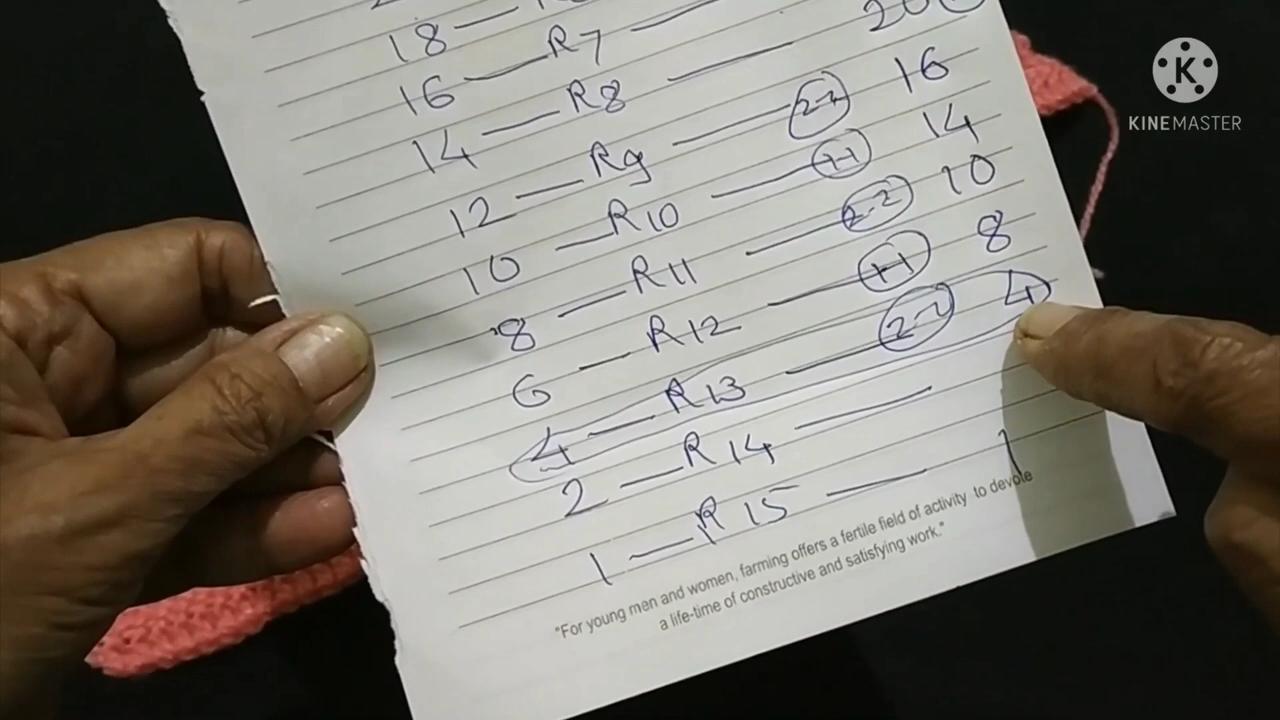 18 —
16 — R7 —
14 — R8 — 20
12 — R9 — 2-2 16
10 — R10 — +1 14
8 — R11 — 2-2 10
6 — R12 — +1 8
4 — R13 — 2-2 4
2 — R14 —
1 — R15 — 1
"For young men and women, farming offers a fertile field of activity to devote
a life-time of constructive and satisfying work."
K
KINEMASTER